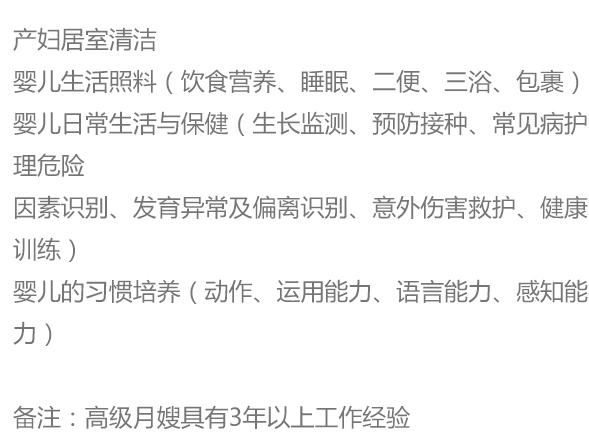 产妇居室清洁
婴儿生活照料（饮食营养、睡眠、二便、三浴、包裹）
婴儿日常生活与保健（生长监测、预防接种、常见病护
理危险
因素识别、发育异常及偏离识别、意外伤害救护、健康
训练）
婴儿的习惯培养（动作、运用能力、语言能力、感知能
力）
备注：高级月嫂具有3年以上工作经验